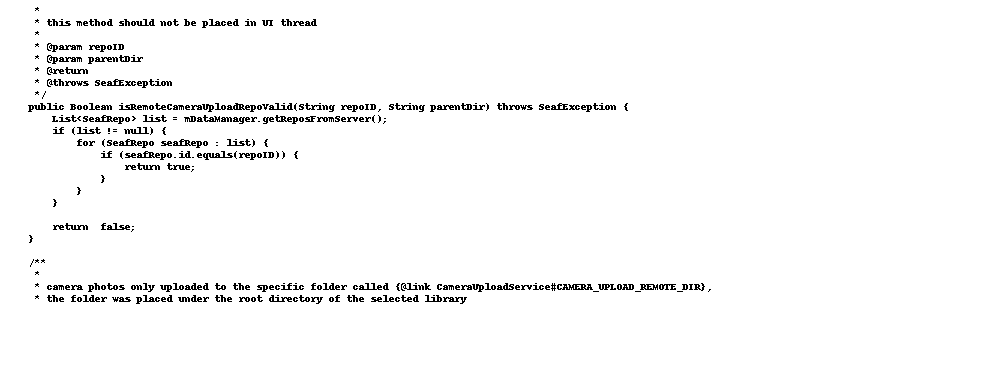 *
* this method should not be placed in UI thread
*
* @param repoID
* @param parentDir
* @return
* @throws SeafException
*/
public Boolean isRemoteCameraUploadRepoValid(String repoID, String parentDir) throws SeafException {
List<SeafRepo> list = mDataManager.getReposFromServer();
if (list != null) {
for (SeafRepo seafRepo : list) {
if (seafRepo.id.equals(repoID)) {
return true;
}
}
}
return  false;
}
/**
*
* camera photos only uploaded to the specific folder called {@link CameraUploadService#CAMERA_UPLOAD_REMOTE_DIR},
* the folder was placed under the root directory of the selected library